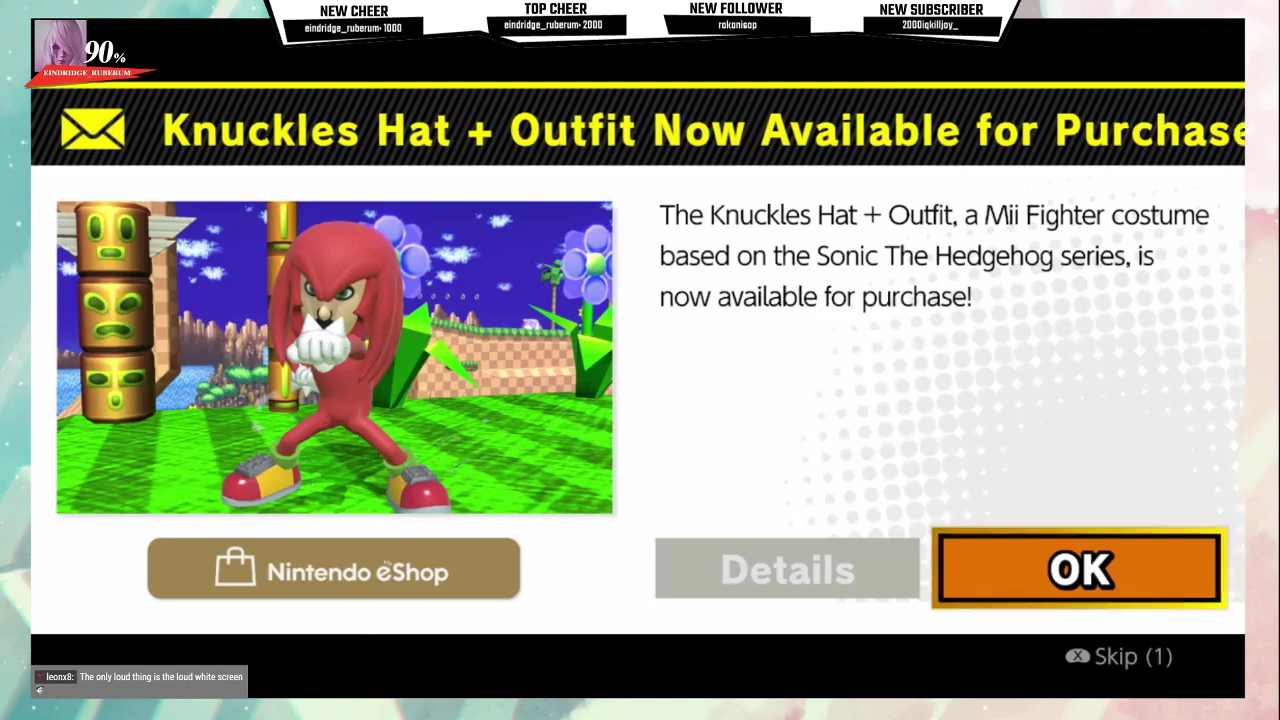 NEW CHEER
eindridge_ruberum• 1000
TOP CHEER
eindridge_ruberum• 2000
NEW FOLLOWER
rokonisop
NEW SUBSCRIBER
2000iqkilljoy_
90%
EINDRIDGE_RUBERUM
Knuckles Hat + Outfit Now Available for Purchase
The Knuckles Hat + Outfit, a Mii Fighter costume
based on the Sonic The Hedgehog series, is
now available for purchase!
Nintendo eShop
Details
OK
X Skip (1)
leonx8: The only loud thing is the loud white screen